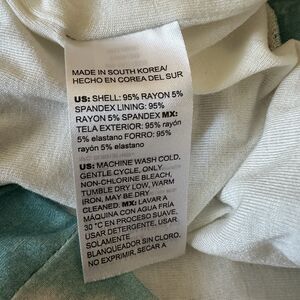 MADE IN SOUTH KOREA/
HECHO EN COREA DEL SUR
US: SHELL: 95% RAYON 5%
SPANDEX LINING: 95%
RAYON 5% SPANDEX MX:
TELA EXTERIOR: 95% rayón
5% elastano FORRO: 95%
rayón 5% elastano
US: MACHINE WASH COLD,
GENTLE CYCLE, ONLY
NON-CHLORINE BLEACH,
TUMBLE DRY LOW, WARM
IRON, MAY BE DRY
CLEANED. MX: LAVAR A
MÁQUINA CON AGUA FRÍA
30 °C EN PROCESO SUAVE,
USAR DETERGENTE, USAR
SOLAMENTE
BLANQUEADOR SIN CLORO,
NO EXPRIMIR, SECAR A